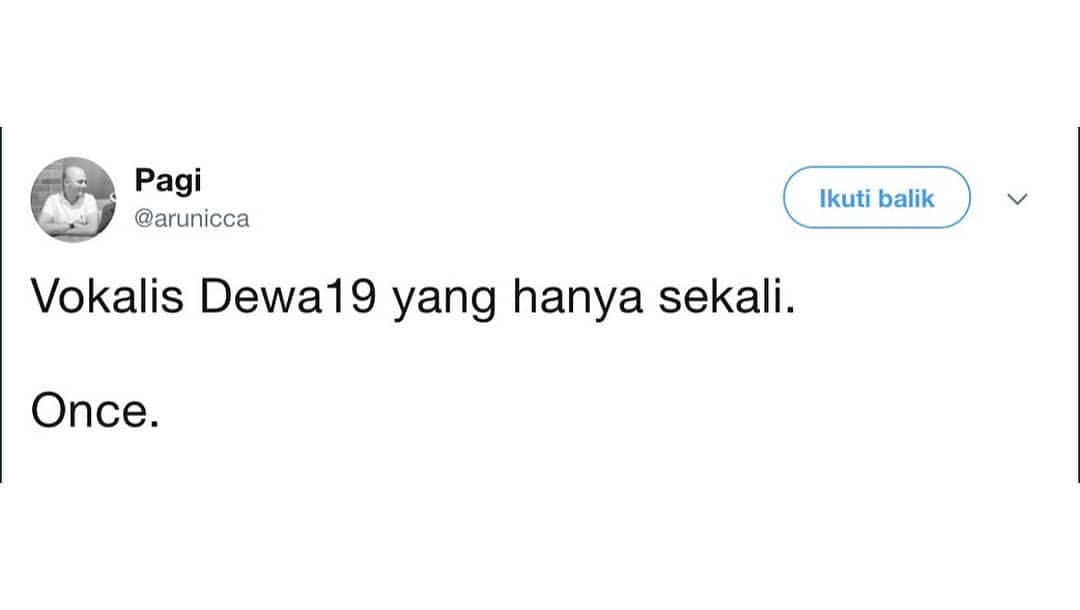 Pagi
@arunicca
Ikuti balik
Vokalis Dewa19 yang hanya sekali.
Once.